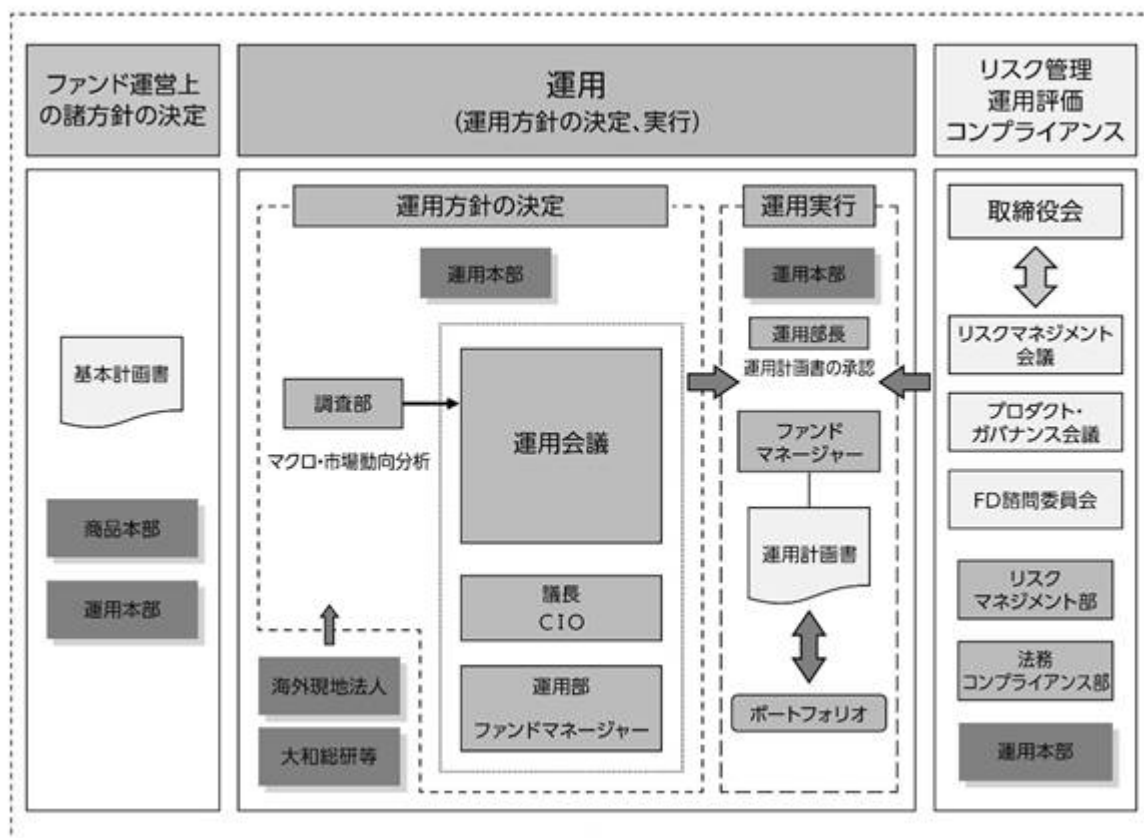 ファンド運営上
の諸方針の決定
基本計画書
商品本部
運用本部
運用
(運用方針の決定、実行)
運用方針の決定
運用本部
調査部
マクロ・市場動向分析
運用会議
議長
CIO
運用部
ファンドマネージャー
海外現地法人
大和総研等
運用実行
運用本部
運用部長
運用計画書の承認
ファンド
マネージャー
運用計画書
ポートフォリオ
リスク管理
運用評価
コンプライアンス
取締役会
リスクマネジメント
会議
プロダクト・
ガバナンス会議
FD諮問委員会
リスク
マネジメント部
法務
コンプライアンス部
運用本部